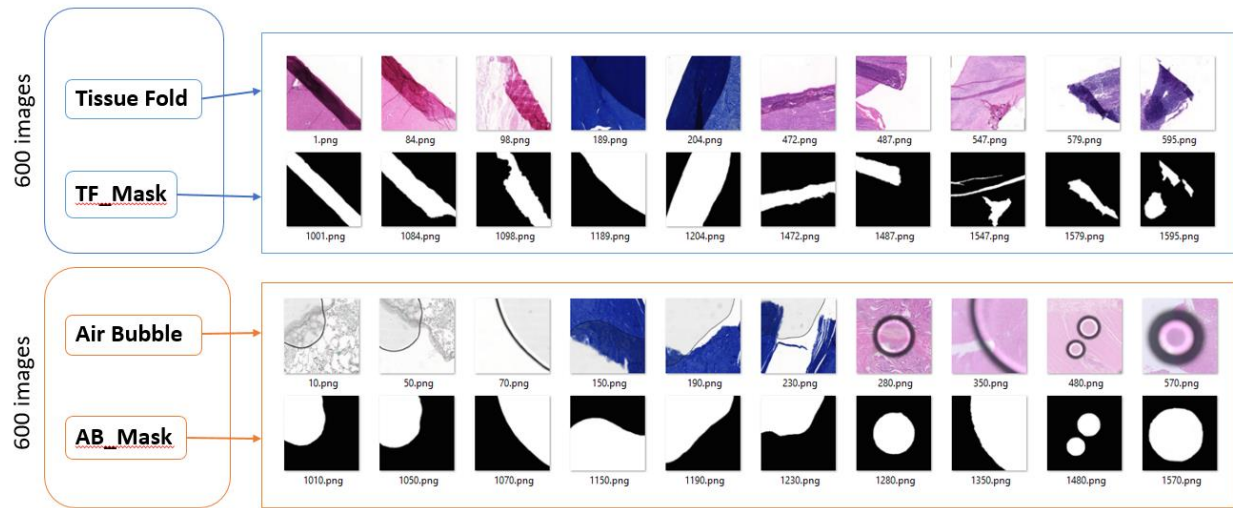 600 images
Tissue Fold
TF_Mask
1.png 84.png 98.png 189.png 204.png 472.png 487.png 547.png 579.png 595.png
1001.png 1084.png 1098.png 1189.png 1204.png 1472.png 1487.png 1547.png 1579.png 1595.png
600 images
Air Bubble
AB_Mask
10.png 50.png 70.png 150.png 190.png 230.png 280.png 350.png 480.png 570.png
1010.png 1050.png 1070.png 1150.png 1190.png 1230.png 1280.png 1350.png 1480.png 1570.png